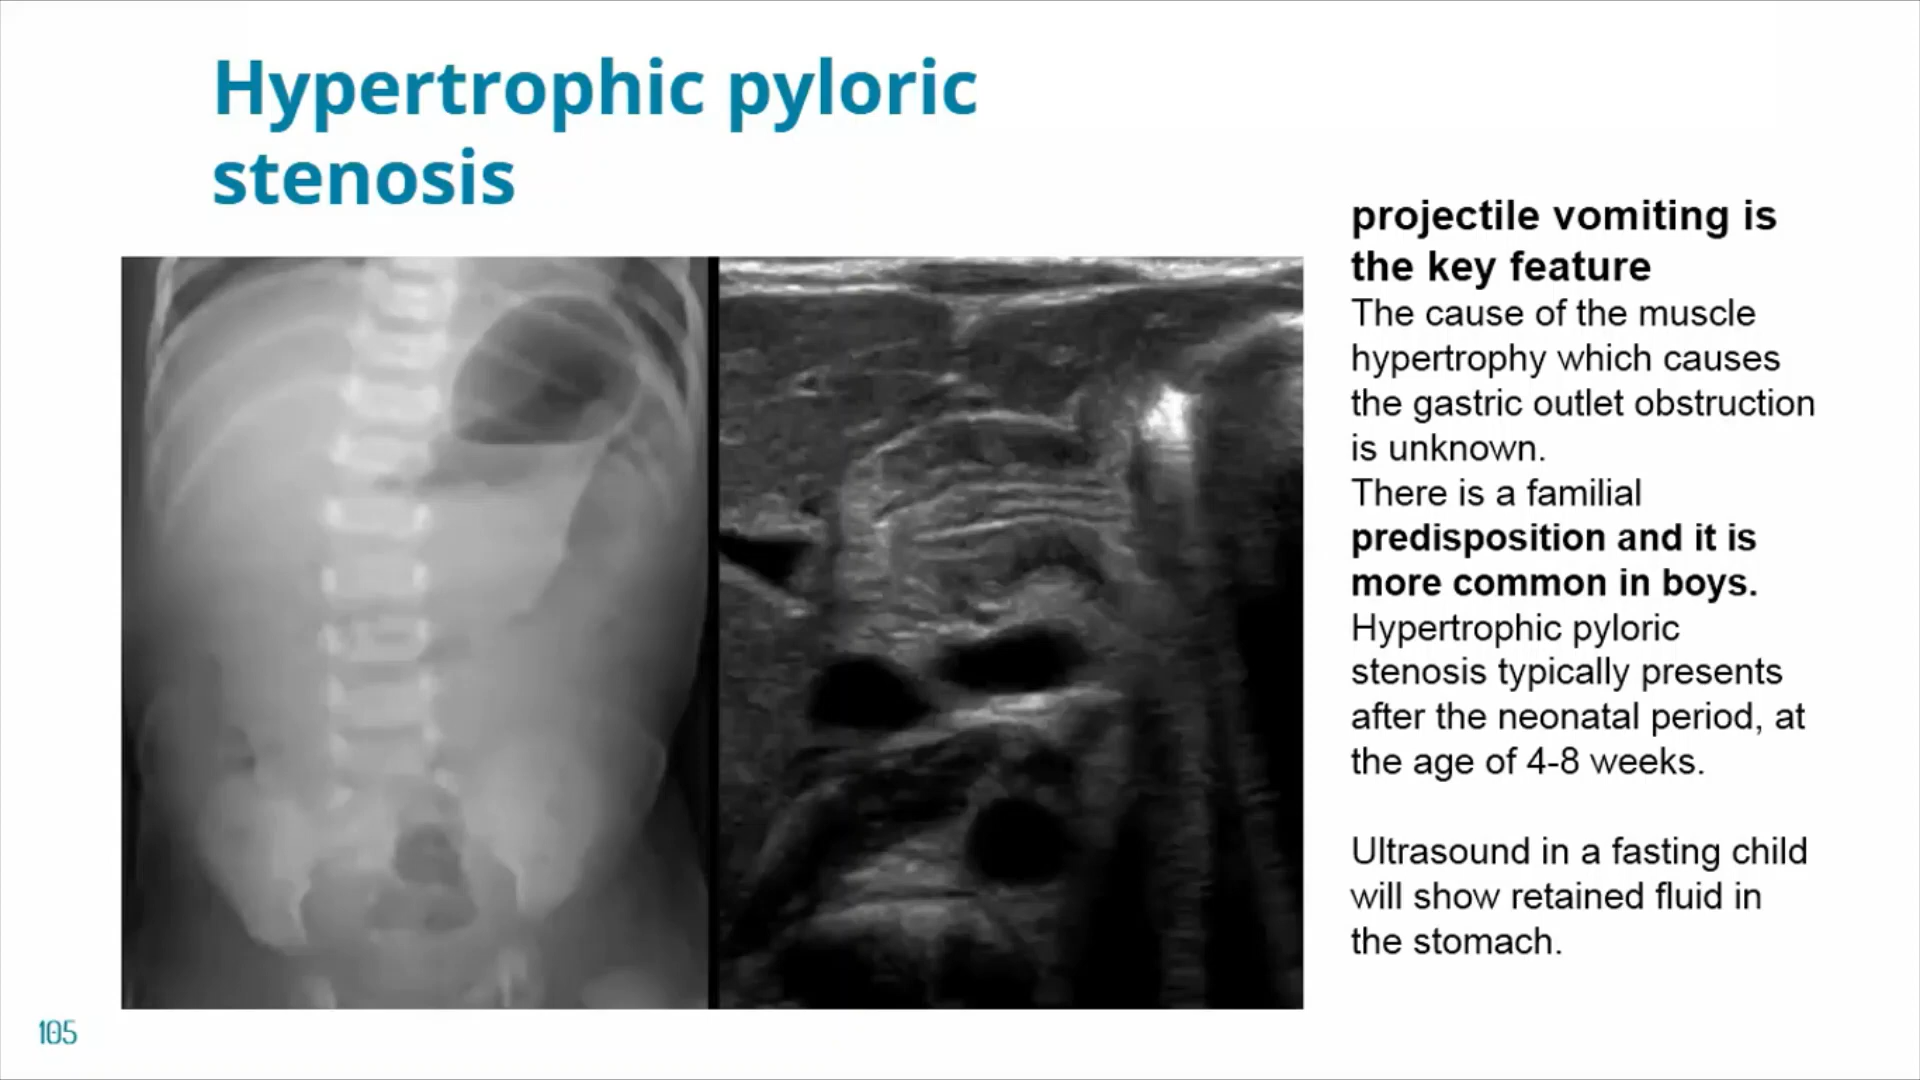 Hypertrophic pyloric
stenosis
projectile vomiting is
the key feature
The cause of the muscle
hypertrophy which causes
the gastric outlet obstruction
is unknown.
There is a familial
predisposition and it is
more common in boys.
Hypertrophic pyloric
stenosis typically presents
after the neonatal period, at
the age of 4-8 weeks.
Ultrasound in a fasting child
will show retained fluid in
the stomach.
105